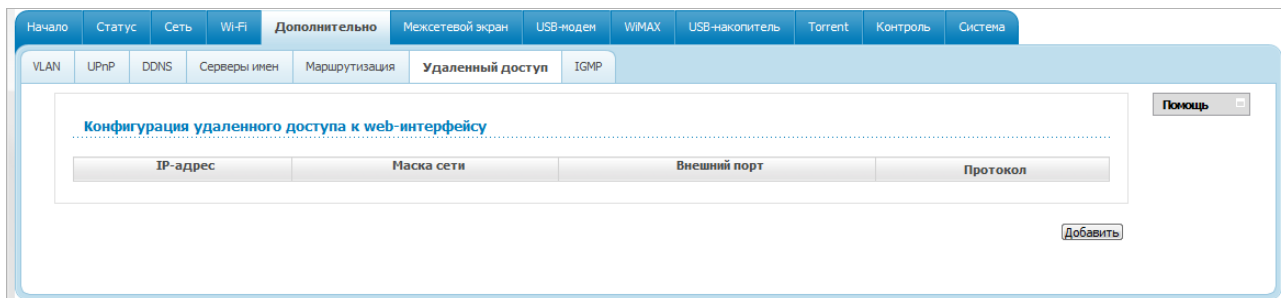 Начало Статус Сеть Wi-Fi Дополнительно Межсетевой экран USB-модем WiMAX USB-накопитель Torrent Контроль Система
VLAN UPnP DDNS Серверы имен Маршрутизация Удаленный доступ IGMP
Помощь
Конфигурация удаленного доступа к web-интерфейсу
IP-адрес Маска сети Внешний порт Протокол
Добавить